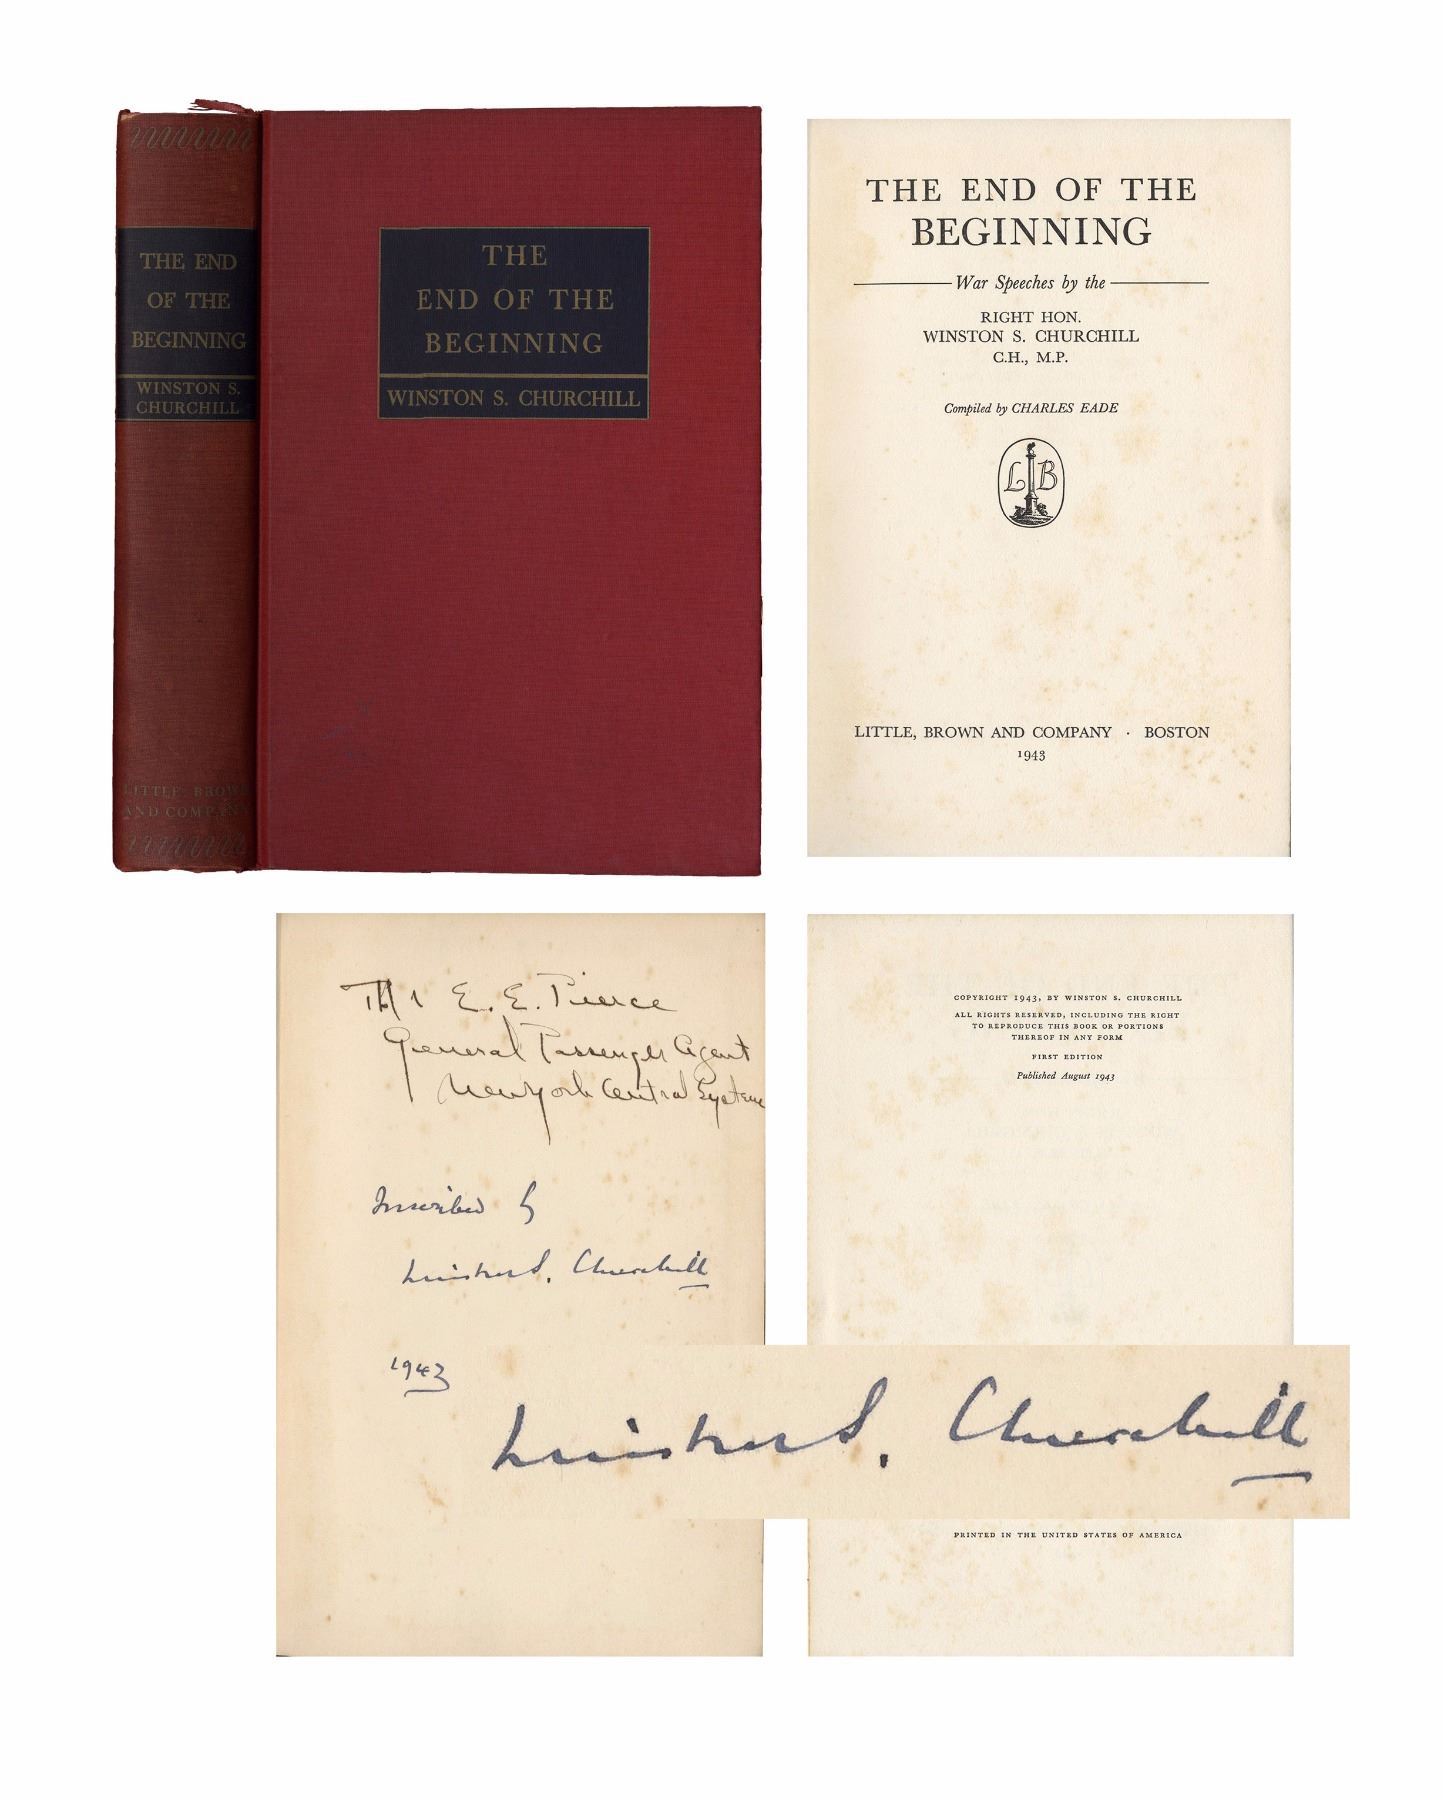 THE END
OF THE
BEGINNING
WINSTON S.
CHURCHILL
LITTLE, BROWN
AND COMPANY
THE
END OF THE
BEGINNING
WINSTON S. CHURCHILL
THE END OF THE
BEGINNING
War Speeches by the
RIGHT HON.
WINSTON S. CHURCHILL
C.H., M.P.
Compiled by CHARLES EADE
L B
LITTLE, BROWN AND COMPANY · BOSTON
1943
Mr E. E. Pierce
General Passenger Agent
New York Central System
Inscribed by
Winston S. Churchill
1943
COPYRIGHT 1943, BY WINSTON S. CHURCHILL
ALL RIGHTS RESERVED, INCLUDING THE RIGHT
TO REPRODUCE THIS BOOK OR PORTIONS
THEREOF IN ANY FORM
FIRST EDITION
Published August 1943
Winston S. Churchill
PRINTED IN THE UNITED STATES OF AMERICA